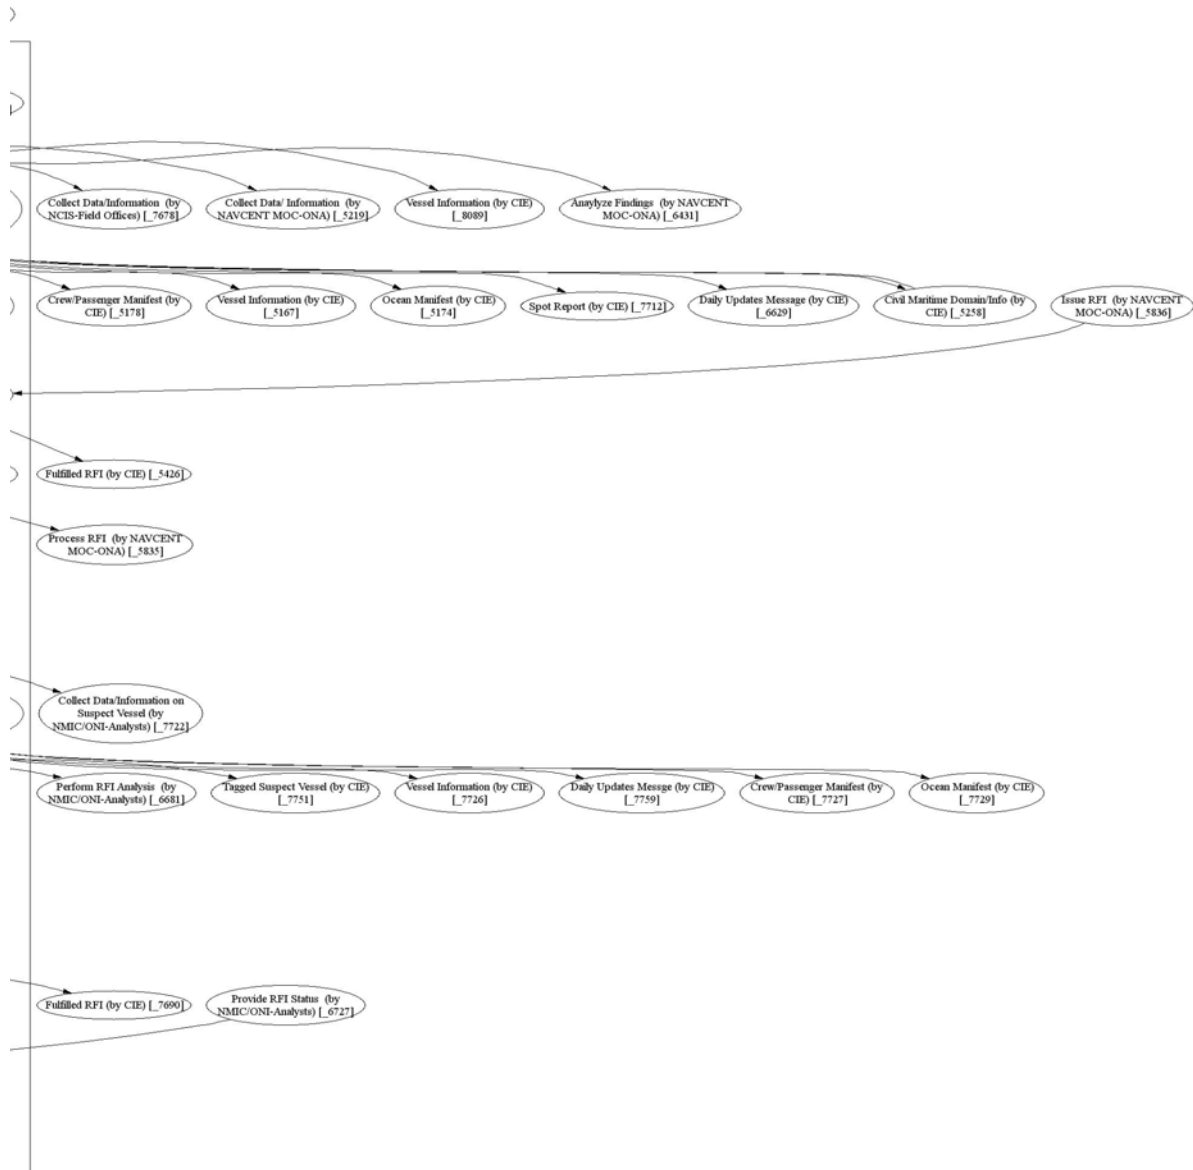 Collect Data/Information (by
NCIS-Field Offices) [_7678]
Collect Data/ Information (by
NAVCENT MOC-ONA) [_5219]
Vessel Information (by CIE)
[_8089]
Anaylyze Findings (by NAVCENT
MOC-ONA) [_6431]
Crew/Passenger Manifest (by
CIE) [_5178]
Vessel Information (by CIE)
[_5167]
Ocean Manifest (by CIE)
[_5174]
Spot Report (by CIE) [_7712]
Daily Updates Message (by CIE)
[_6629]
Civil Maritime Domain/Info (by
CIE) [_5258]
Issue RFI (by NAVCENT
MOC-ONA) [_5836]
Fulfilled RFI (by CIE) [_5426]
Process RFI (by NAVCENT
MOC-ONA) [_5835]
Collect Data/Information on
Suspect Vessel (by
NMIC/ONI-Analysts) [_7722]
Perform RFI Analysis (by
NMIC/ONI-Analysts) [_6681]
Tagged Suspect Vessel (by CIE)
[_7751]
Vessel Information (by CIE)
[_7726]
Daily Updates Messge (by CIE)
[_7759]
Crew/Passenger Manifest (by
CIE) [_7727]
Ocean Manifest (by CIE)
[_7729]
Fulfilled RFI (by CIE) [_7690]
Provide RFI Status (by
NMIC/ONI-Analysts) [_6727]